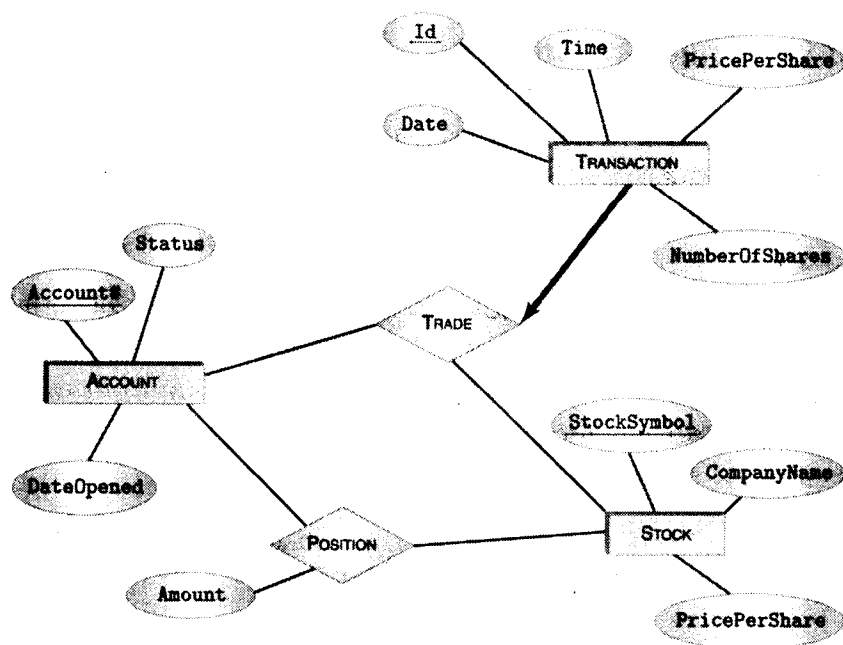 Id
Time
PricePerShare
Date
TRANSACTION
Status
NumberOfShares
Account#
TRADE
ACCOUNT
StockSymbol
CompanyName
DateOpened
POSITION
STOCK
Amount
PricePerShare